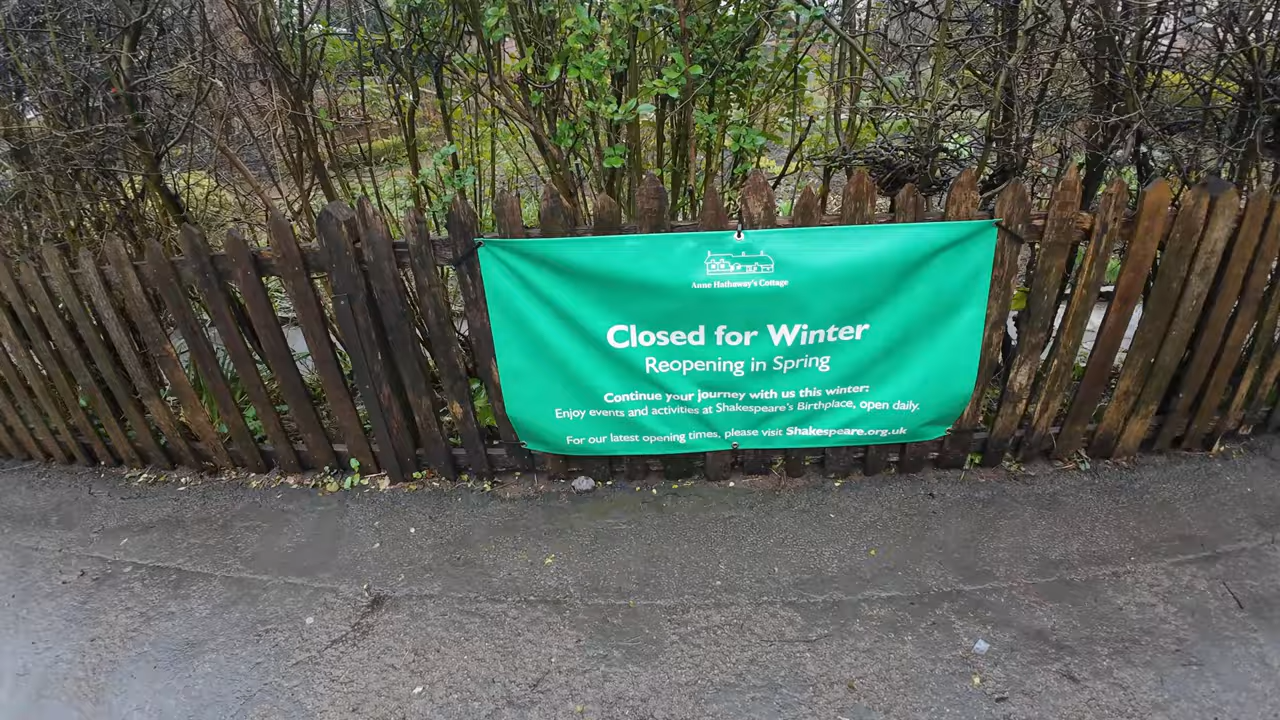 Anne Hathaway's Cottage
Closed for Winter
Reopening in Spring
Continue your journey with us this winter:
Enjoy events and activities at Shakespeare's Birthplace, open daily.
For our latest opening times, please visit Shakespeare.org.uk